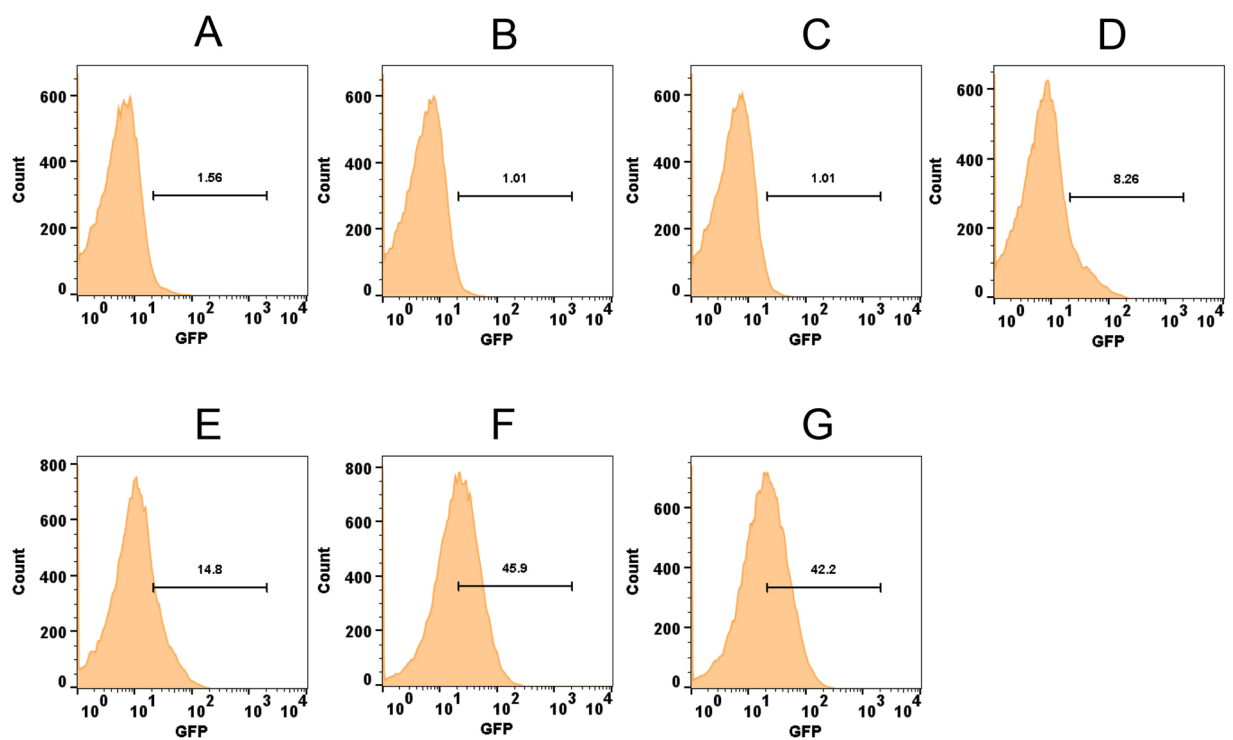 A B C D
600 600 600 600
Count Count Count Count
400 400 400 400
1.56 1.01 1.01 8.26
200 200 200 200
0 0 0 0
10^0 10^1 10^2 10^3 10^4 10^0 10^1 10^2 10^3 10^4 10^0 10^1 10^2 10^3 10^4 10^0 10^1 10^2 10^3 10^4
GFP GFP GFP GFP
E F G
800 800
600 600 600
Count Count Count
400 400 400
14.8 45.9 42.2
200 200 200
0 0 0
10^0 10^1 10^2 10^3 10^4 10^0 10^1 10^2 10^3 10^4 10^0 10^1 10^2 10^3 10^4
GFP GFP GFP